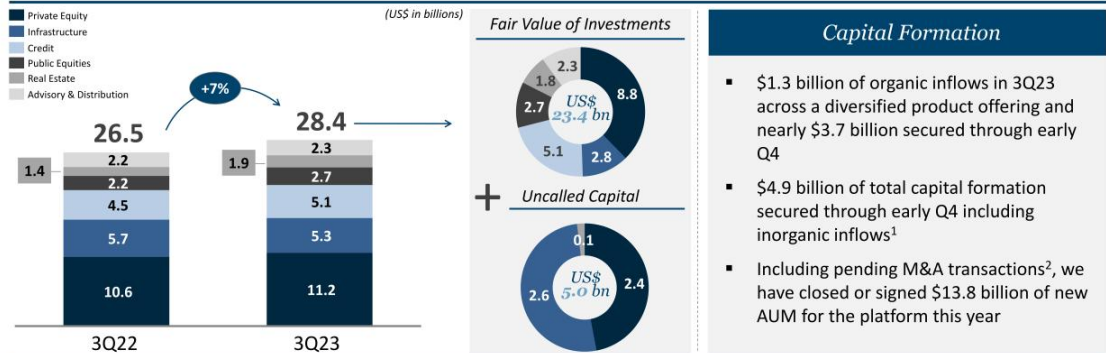 (US$ in billions)
Private Equity
Infrastructure
Credit
Public Equities
Real Estate
Advisory & Distribution
+7%
26.5
28.4
2.2
1.4
2.2
4.5
5.7
10.6
2.3
1.9
2.7
5.1
5.3
11.2
3Q22
3Q23
Fair Value of Investments
2.3
1.8
8.8
2.7
US$
23.4 bn
5.1
2.8
+
Uncalled Capital
0.1
US$
5.0 bn
2.6
2.4
Capital Formation
▪ $1.3 billion of organic inflows in 3Q23
across a diversified product offering and
nearly $3.7 billion secured through early
Q4
▪ $4.9 billion of total capital formation
secured through early Q4 including
inorganic inflows¹
▪ Including pending M&A transactions², we
have closed or signed $13.8 billion of new
AUM for the platform this year